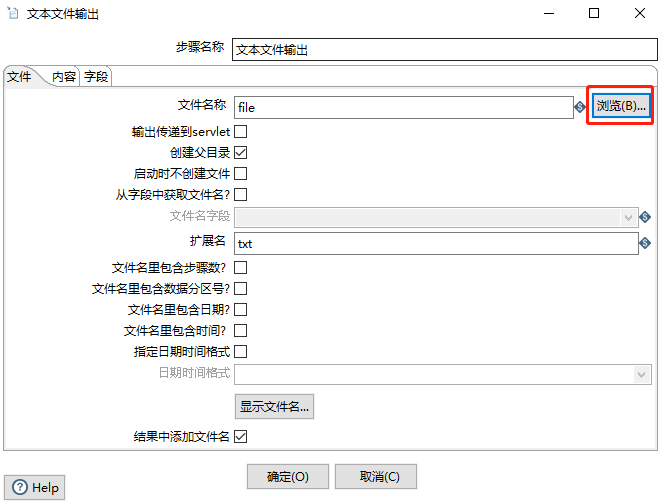 文本文件输出
步骤名称 文本文件输出
文件 内容 字段
文件名称 file 浏览(B)...
输出传递到servlet
创建父目录
启动时不创建文件
从字段中获取文件名?
文件名字段
扩展名 txt
文件名里包含步骤数?
文件名里包含数据分区号?
文件名里包含日期?
文件名里包含时间?
指定日期时间格式
日期时间格式
显示文件名...
结果中添加文件名
Help 确定(O) 取消(C)